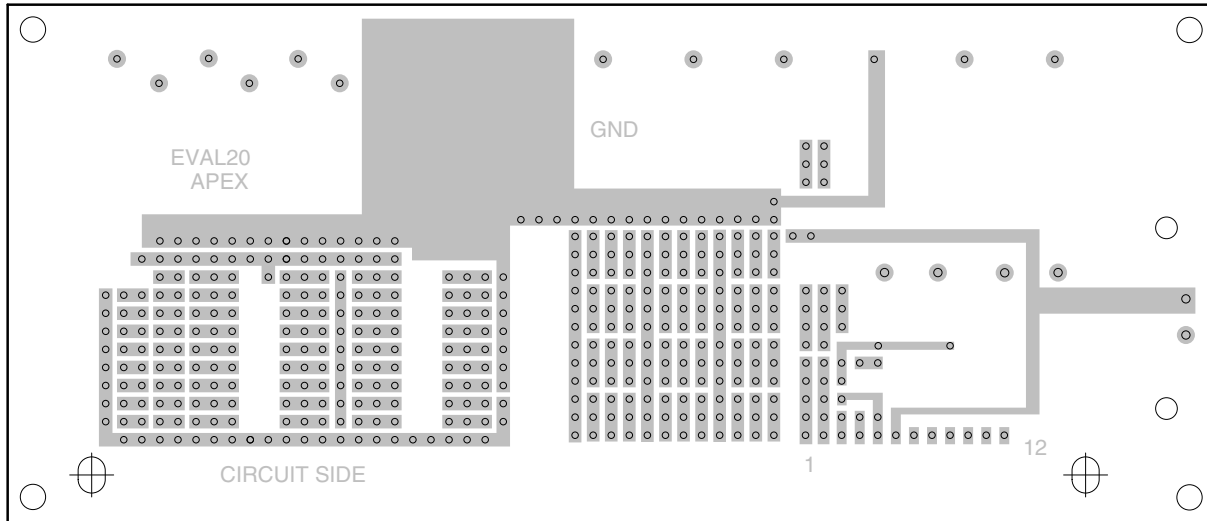 GND
EVAL20
APEX
1
12
CIRCUIT SIDE